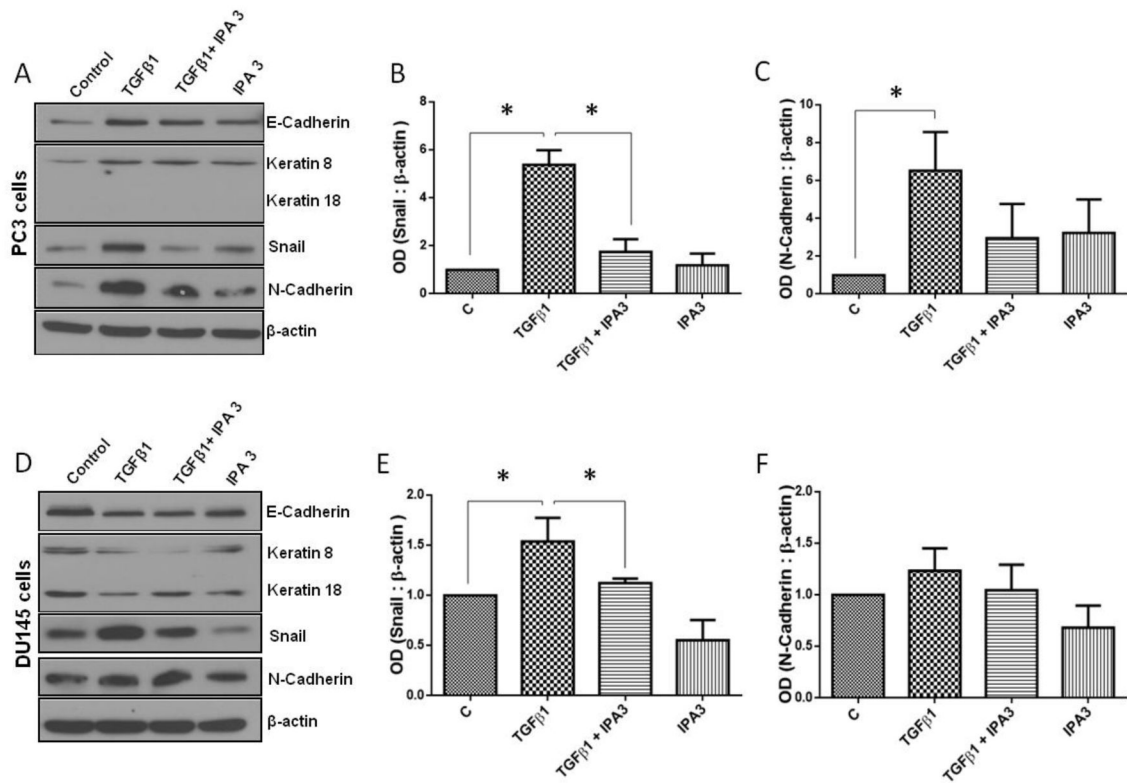 A
Control
TGFβ1
TGFβ1+ IPA 3
IPA 3
PC3 cells
E-Cadherin
Keratin 8
Keratin 18
Snail
N-Cadherin
β-actin
B
OD (Snail : β-actin )
8
6
4
2
0
* *
C
TGFβ1
TGFβ1 + IPA3
IPA3
C
OD (N-Cadherin : β-actin )
10
8
6
4
2
0
*
C
TGFβ1
TGFβ1 + IPA3
IPA3
D
Control
TGFβ1
TGFβ1+ IPA 3
IPA 3
DU145 cells
E-Cadherin
Keratin 8
Keratin 18
Snail
N-Cadherin
β-actin
E
OD (Snail : β-actin )
2.0
1.5
1.0
0.5
0.0
* *
C
TGFβ1
TGFβ1 + IPA3
IPA3
F
OD (N-Cadherin : β-actin )
2.0
1.5
1.0
0.5
0.0
C
TGFβ1
TGFβ1 + IPA3
IPA3